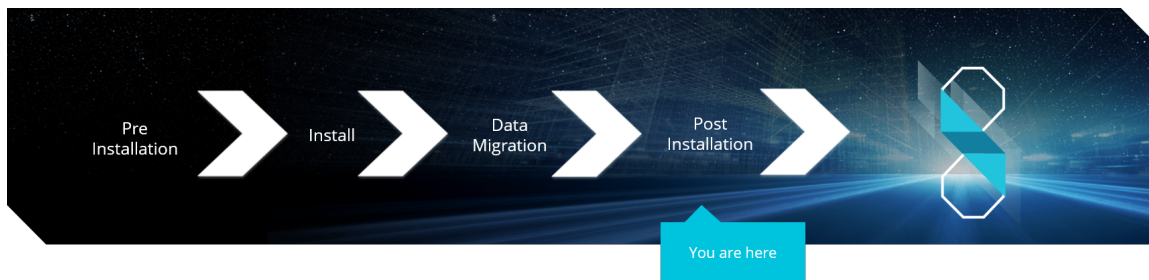 Pre
Installation
Install
Data
Migration
Post
Installation
You are here